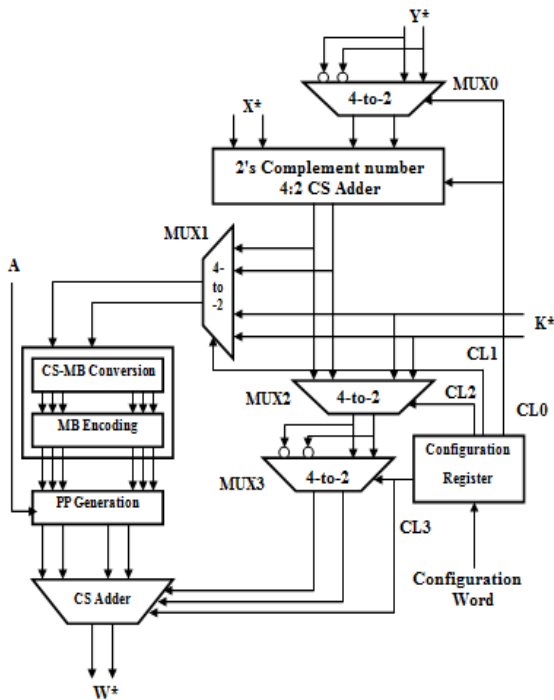 Y*
MUX0
4-to-2
X*
2's Complement number
4:2 CS Adder
MUX1
4-
to
-2
A
K*
CL1
CS-MB Conversion
MUX2
4-to-2
CL2
CL0
MB Encoding
Configuration
Register
MUX3
4-to-2
PP Generation
CL3
Configuration
Word
CS Adder
W*